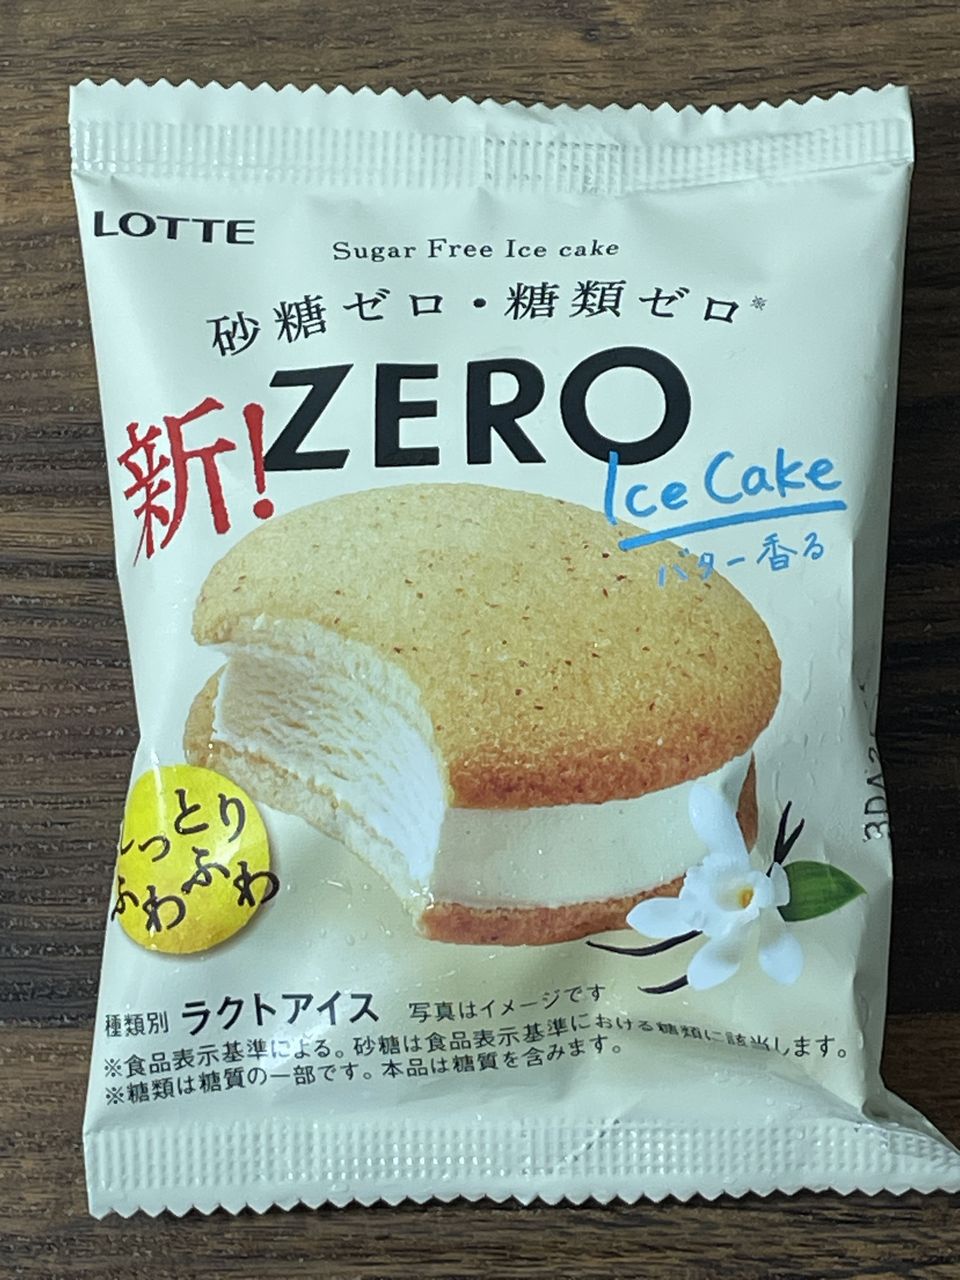 LOTTE
Sugar Free Ice cake
砂糖ゼロ・糖類ゼロ※
ZERO
新!
Ice Cake
バター香る
しっとり
ふわふわ
種類別 ラクトアイス 写真はイメージです
※食品表示基準による。砂糖は食品表示基準における糖類に該当します。
※糖類は糖質の一部です。本品は糖質を含みます。